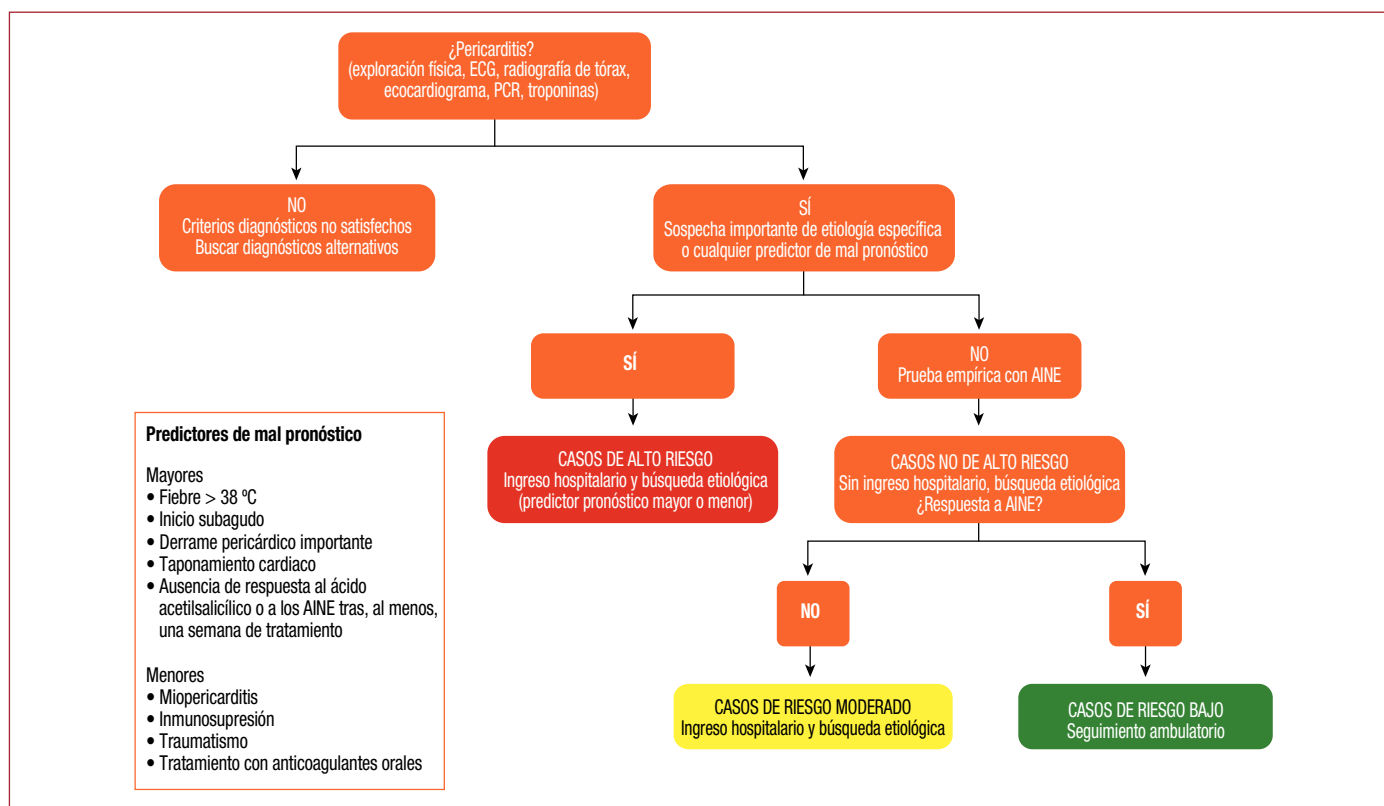 ¿Pericarditis?
(exploración física, ECG, radiografía de tórax,
ecocardiograma, PCR, troponinas)
NO
Criterios diagnósticos no satisfechos
Buscar diagnósticos alternativos
SÍ
Sospecha importante de etiología específica
o cualquier predictor de mal pronóstico
SÍ
NO
Prueba empírica con AINE
CASOS DE ALTO RIESGO
Ingreso hospitalario y búsqueda etiológica
(predictor pronóstico mayor o menor)
CASOS NO DE ALTO RIESGO
Sin ingreso hospitalario, búsqueda etiológica
¿Respuesta a AINE?
NO
SÍ
CASOS DE RIESGO MODERADO
Ingreso hospitalario y búsqueda etiológica
CASOS DE RIESGO BAJO
Seguimiento ambulatorio
Predictores de mal pronóstico
Mayores
• Fiebre > 38 ºC
• Inicio subagudo
• Derrame pericárdico importante
• Taponamiento cardiaco
• Ausencia de respuesta al ácido
acetilsalicílico o a los AINE tras, al menos,
una semana de tratamiento
Menores
• Miopericarditis
• Inmunosupresión
• Traumatismo
• Tratamiento con anticoagulantes orales